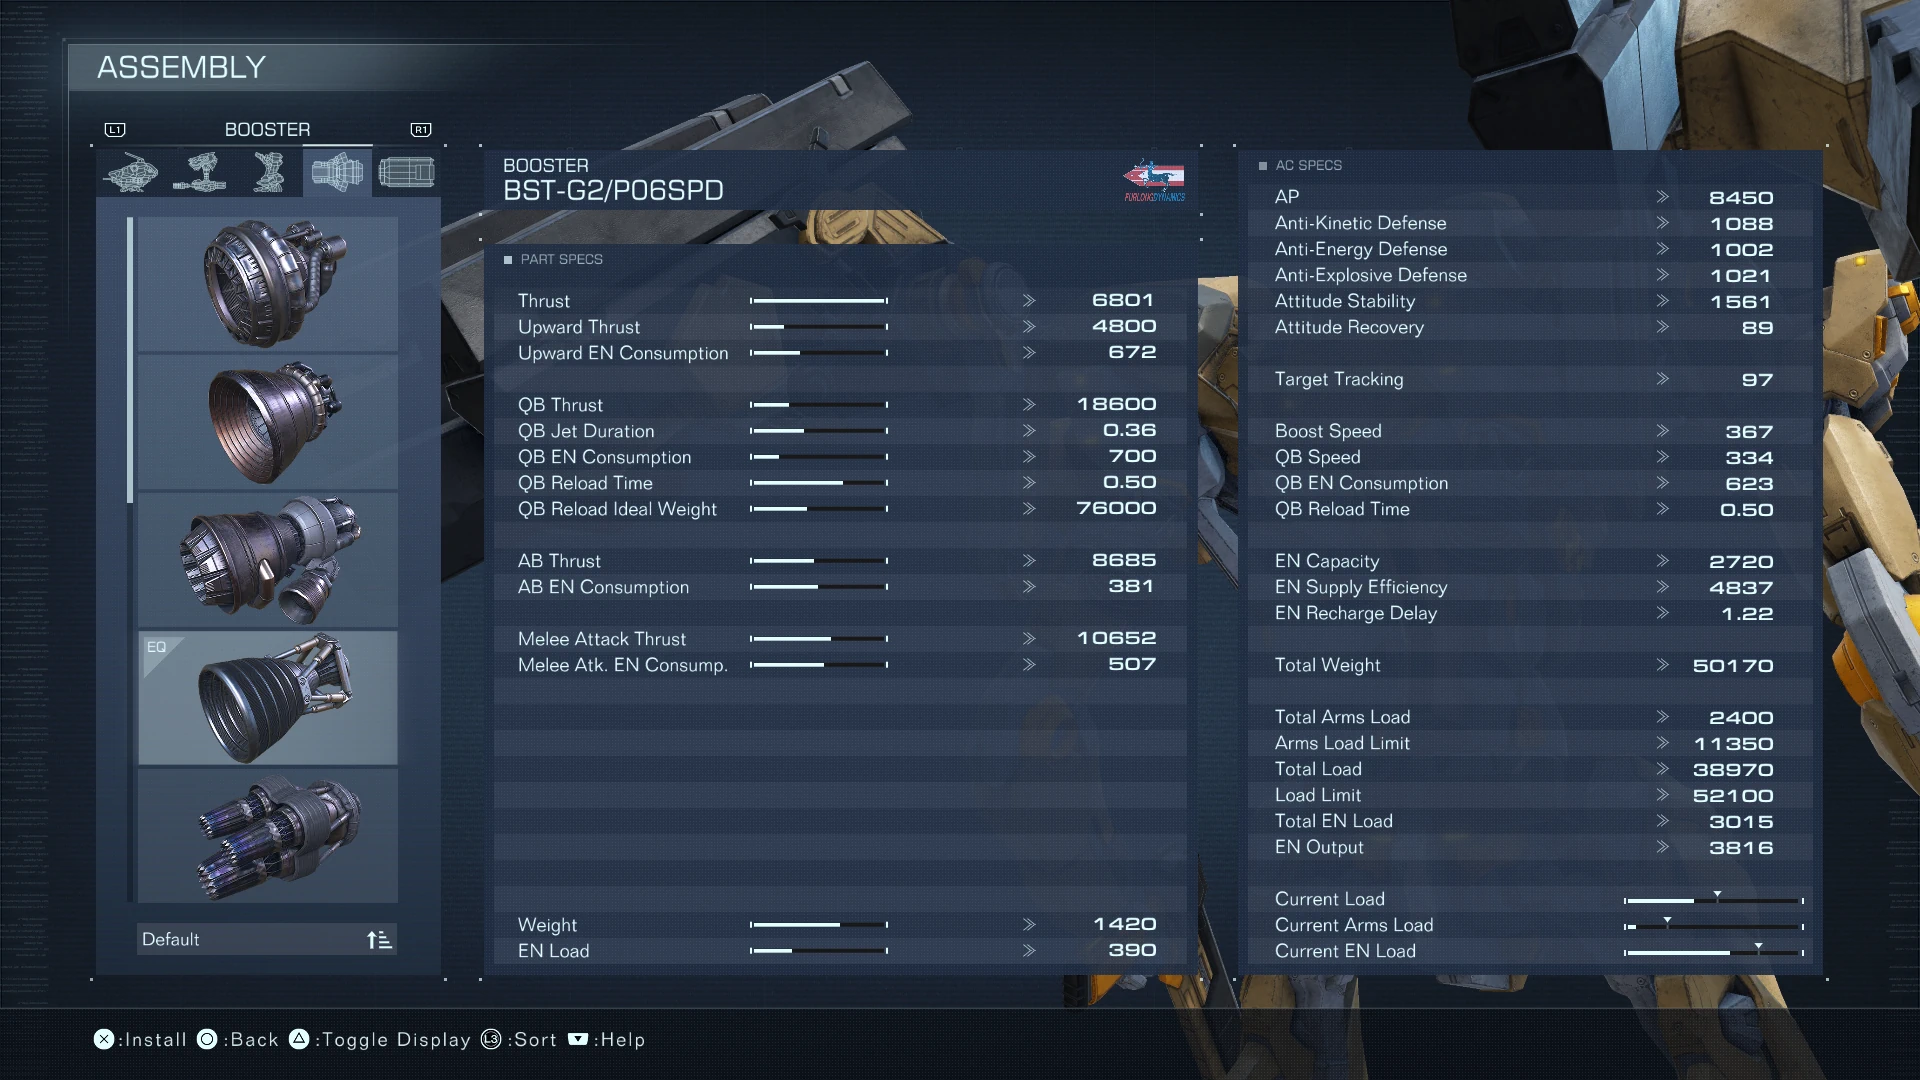 ASSEMBLY
L1 BOOSTER R1
EQ
Default
BOOSTER
BST-G2/P06SPD
FURLONGDYNAMICS
PART SPECS
Thrust 6801
Upward Thrust 4800
Upward EN Consumption 672
QB Thrust 18600
QB Jet Duration 0.36
QB EN Consumption 700
QB Reload Time 0.50
QB Reload Ideal Weight 76000
AB Thrust 8685
AB EN Consumption 381
Melee Attack Thrust 10652
Melee Atk. EN Consump. 507
Weight 1420
EN Load 390
AC SPECS
AP 8450
Anti-Kinetic Defense 1088
Anti-Energy Defense 1002
Anti-Explosive Defense 1021
Attitude Stability 1561
Attitude Recovery 89
Target Tracking 97
Boost Speed 367
QB Speed 334
QB EN Consumption 623
QB Reload Time 0.50
EN Capacity 2720
EN Supply Efficiency 4837
EN Recharge Delay 1.22
Total Weight 50170
Total Arms Load 2400
Arms Load Limit 11350
Total Load 38970
Load Limit 52100
Total EN Load 3015
EN Output 3816
Current Load
Current Arms Load
Current EN Load
:Install :Back :Toggle Display L3 :Sort :Help